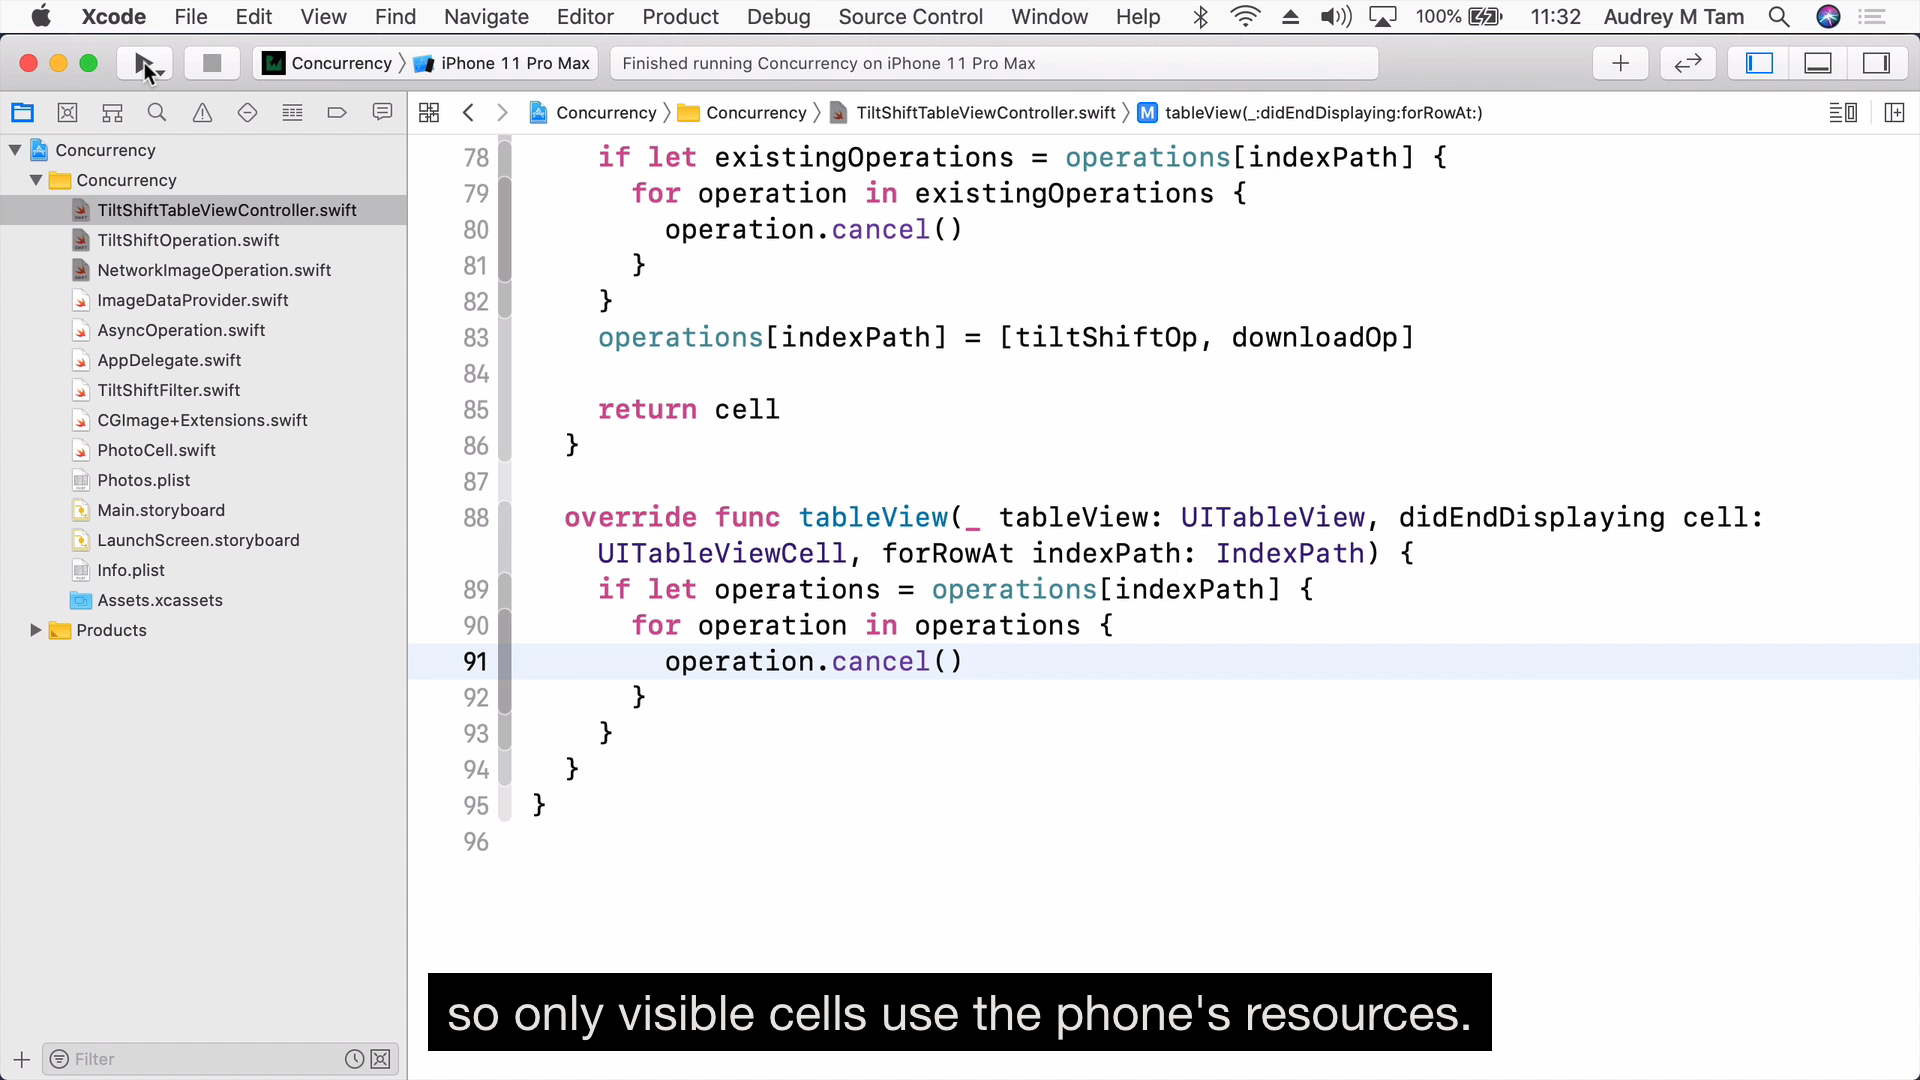 Xcode File Edit View Find Navigate Editor Product Debug Source Control Window Help 100% 11:32 Audrey M Tam
Concurrency iPhone 11 Pro Max Finished running Concurrency on iPhone 11 Pro Max
Concurrency Concurrency TiltShiftTableViewController.swift M tableView(_:didEndDisplaying:forRowAt:)
Concurrency
Concurrency
TiltShiftTableViewController.swift
TiltShiftOperation.swift
NetworkImageOperation.swift
ImageDataProvider.swift
AsyncOperation.swift
AppDelegate.swift
TiltShiftFilter.swift
CGImage+Extensions.swift
PhotoCell.swift
Photos.plist
Main.storyboard
LaunchScreen.storyboard
Info.plist
Assets.xcassets
Products
Filter
78 if let existingOperations = operations[indexPath] {
79 for operation in existingOperations {
80 operation.cancel()
81 }
82 }
83 operations[indexPath] = [tiltShiftOp, downloadOp]
84
85 return cell
86 }
87
88 override func tableView(_ tableView: UITableView, didEndDisplaying cell:
UITableViewCell, forRowAt indexPath: IndexPath) {
89 if let operations = operations[indexPath] {
90 for operation in operations {
91 operation.cancel()
92 }
93 }
94 }
95 }
96
so only visible cells use the phone's resources.